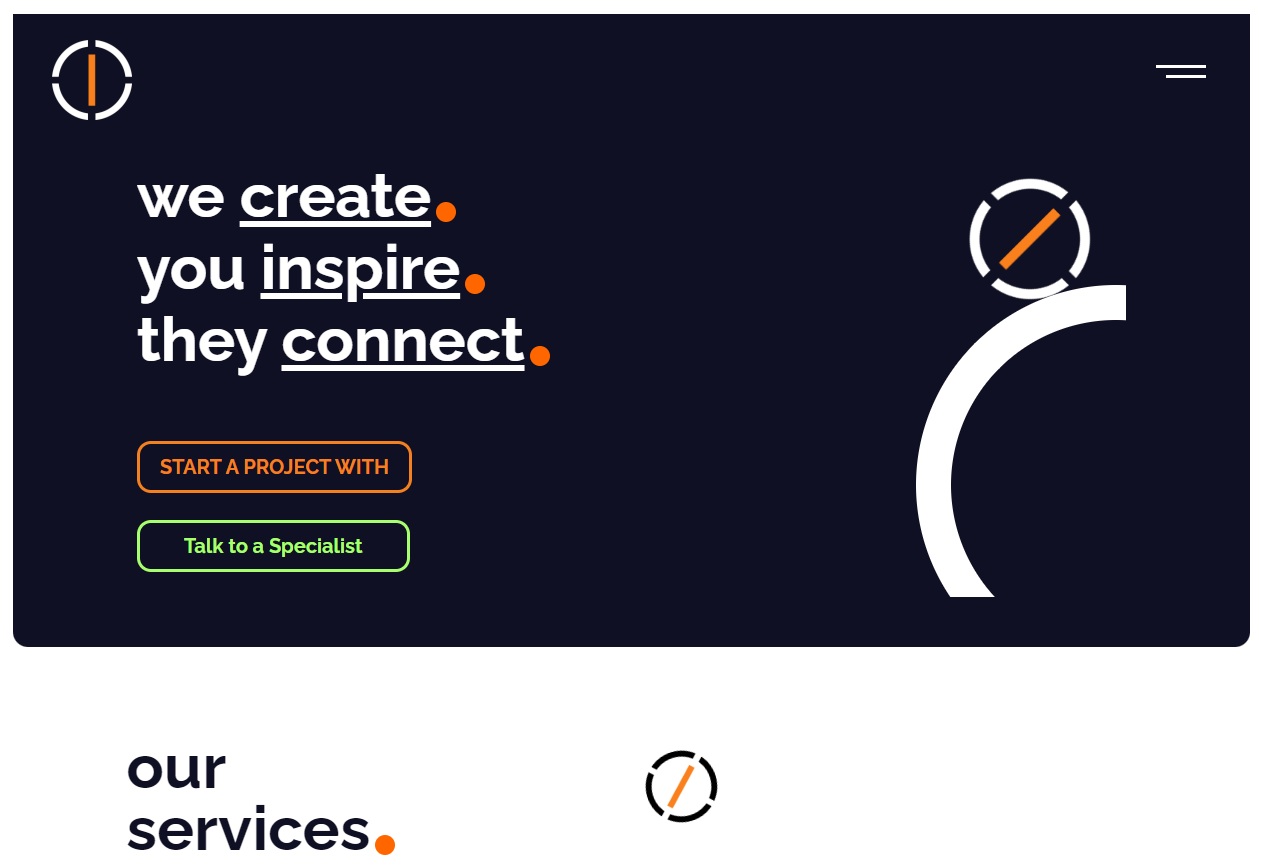 we create.
you inspire.
they connect.
START A PROJECT WITH
Talk to a Specialist
our
services.